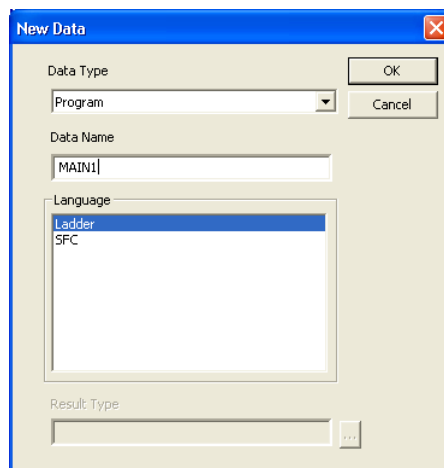 New Data
Data Type
OK
Program
Cancel
Data Name
MAIN1
Language
Ladder
SFC
Result Type
...